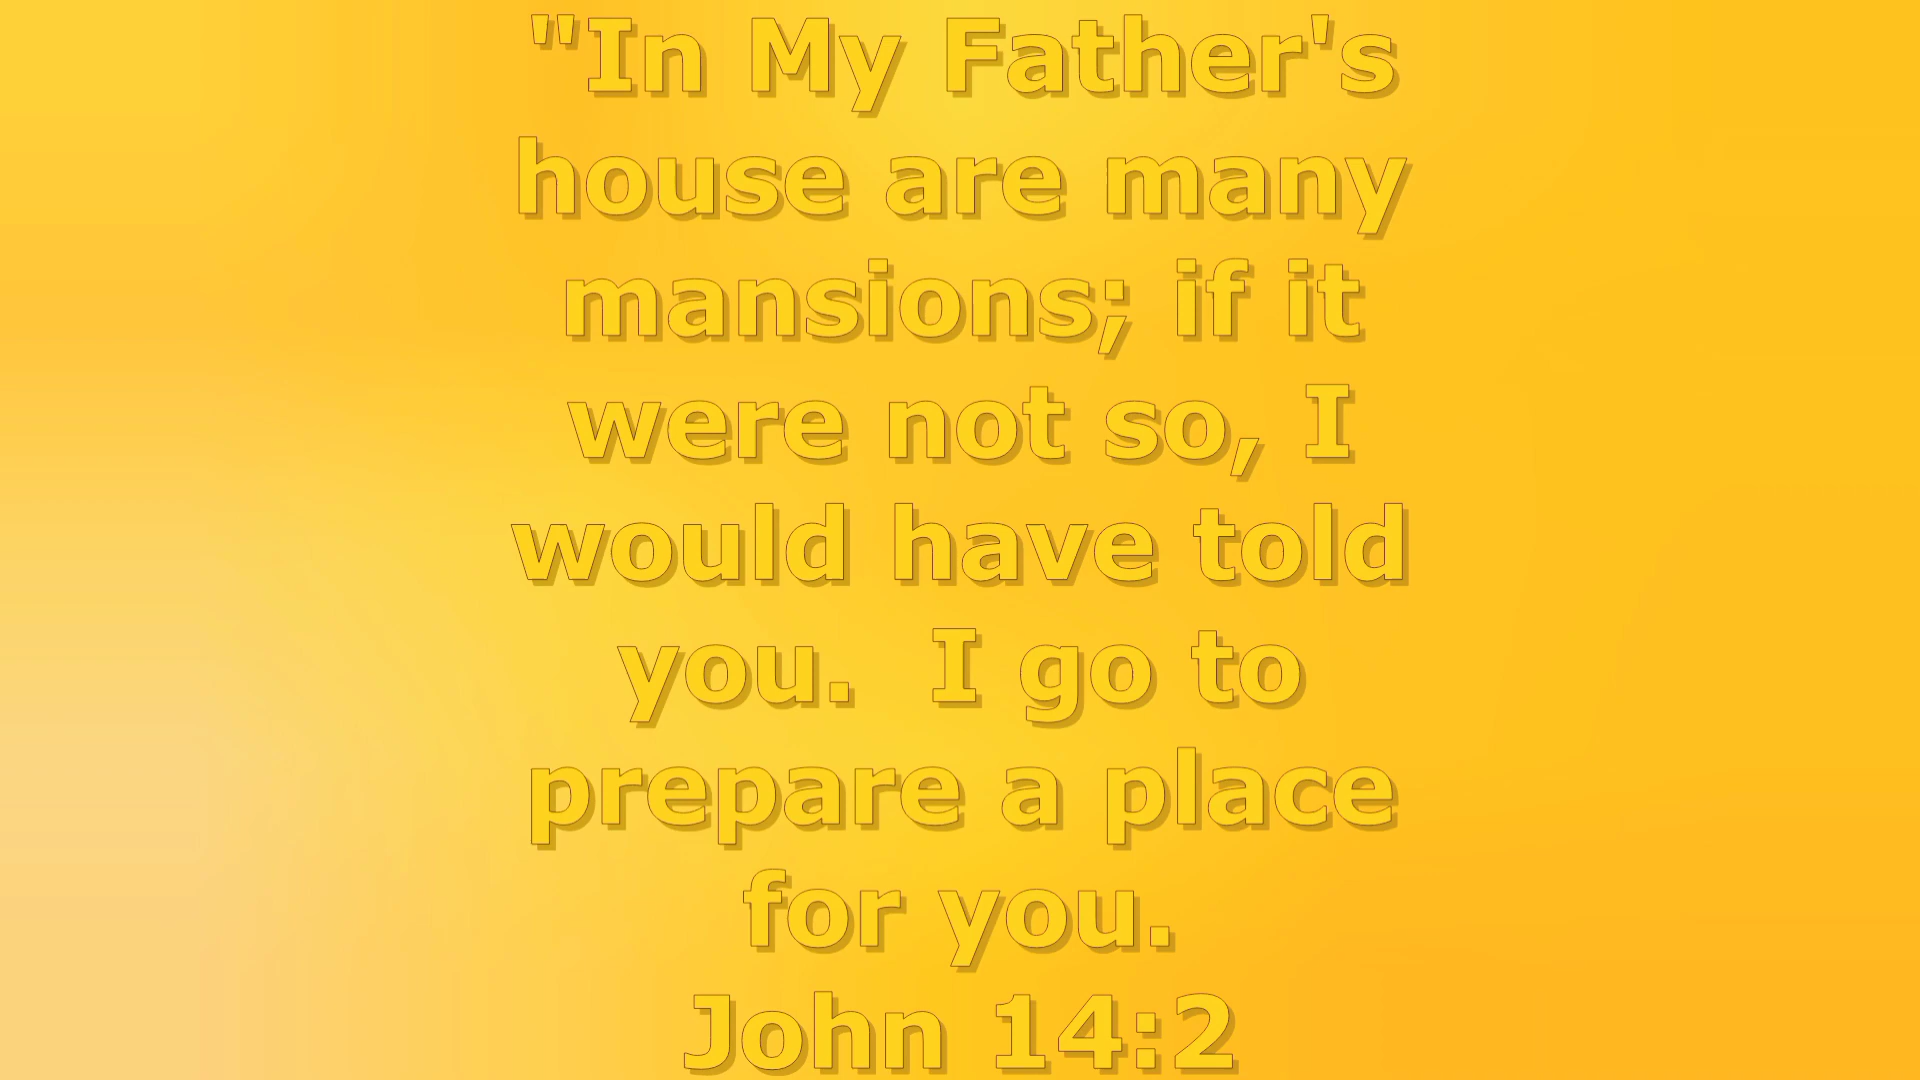 "In My Father's
house are many
mansions; if it
were not so, I
would have told
you.  I go to
prepare a place
for you.
John 14:2